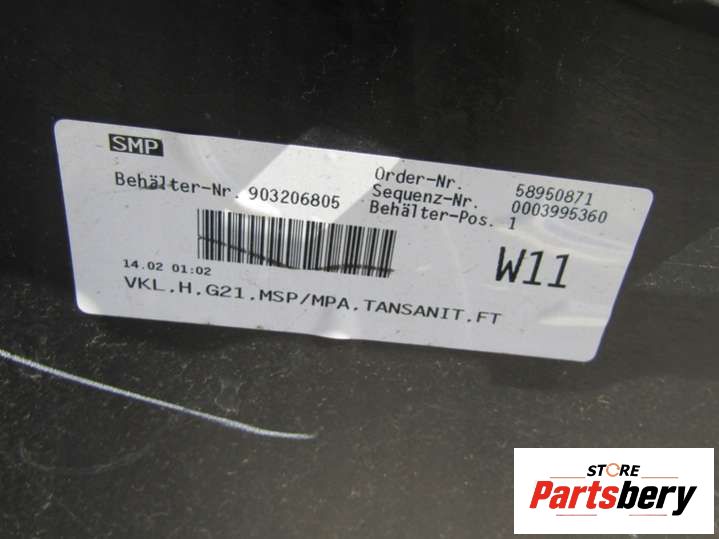 SMP
Behälter-Nr. 903206805
Order-Nr. 58950871
Sequenz-Nr. 0003995360
Behälter-Pos. 1
W11
14.02 01:02
VKL.H.G21.MSP/MPA.TANSANIT.FT
STORE
Partsbery